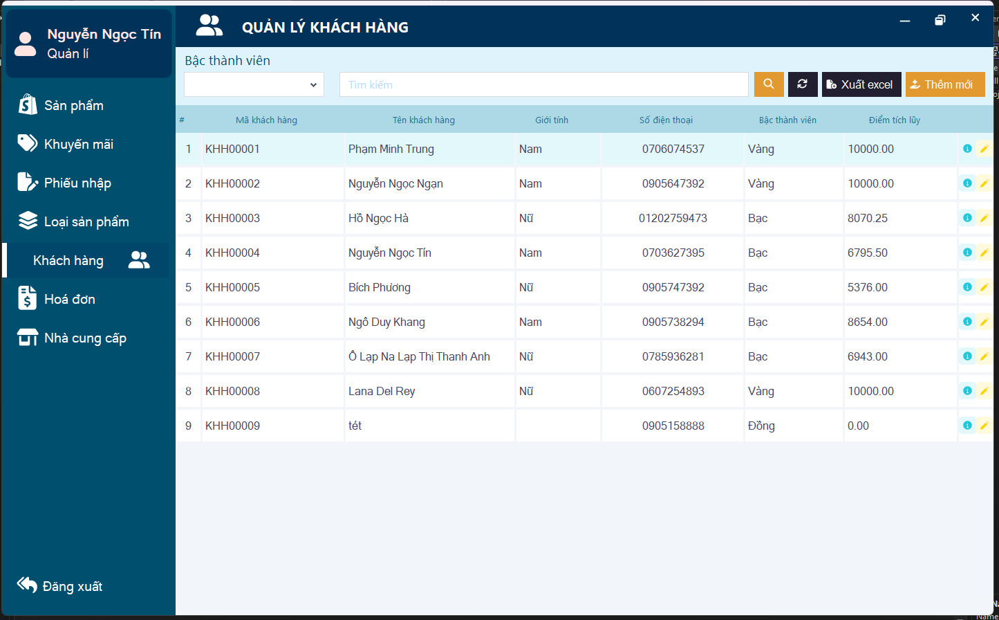 Nguyễn Ngọc Tín
Quản lí
Sản phẩm
Khuyến mãi
Phiếu nhập
Loại sản phẩm
Khách hàng
Hoá đơn
Nhà cung cấp
Đăng xuất
QUẢN LÝ KHÁCH HÀNG
Bậc thành viên
Tìm kiếm Xuất excel Thêm mới
# Mã khách hàng Tên khách hàng Giới tính Số điện thoại Bậc thành viên Điểm tích lũy
1 KHH00001 Phạm Minh Trung Nam 0706074537 Vàng 10000.00
2 KHH00002 Nguyễn Ngọc Ngạn Nam 0905647392 Vàng 10000.00
3 KHH00003 Hồ Ngọc Hà Nữ 01202759473 Bạc 8070.25
4 KHH00004 Nguyễn Ngọc Tín Nam 0703627395 Bạc 6795.50
5 KHH00005 Bích Phương Nữ 0905747392 Bạc 5376.00
6 KHH00006 Ngô Duy Khang Nam 0905738294 Bạc 8654.00
7 KHH00007 Ô Lạp Na Lạp Thị Thanh Anh Nữ 0785936281 Bạc 6943.00
8 KHH00008 Lana Del Rey Nữ 0607254893 Vàng 10000.00
9 KHH00009 tét 0905158888 Đồng 0.00
Name